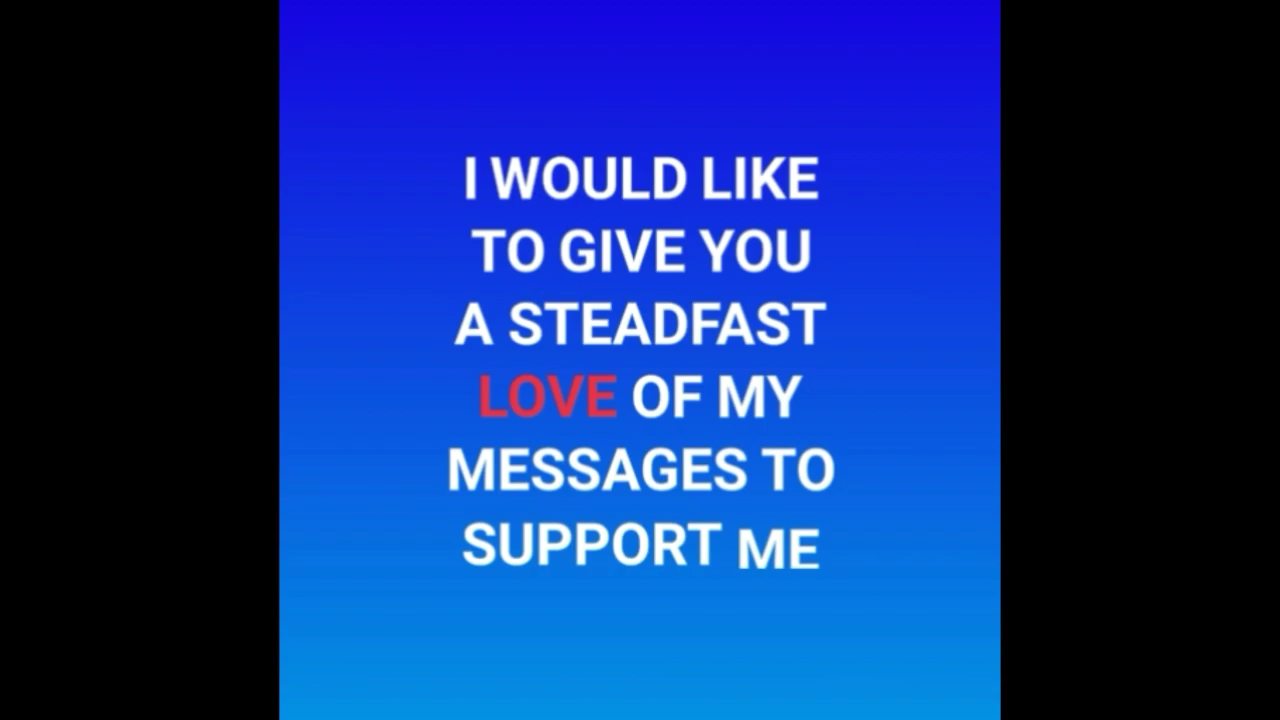 I WOULD LIKE
TO GIVE YOU
A STEADFAST
LOVE OF MY
MESSAGES TO
SUPPORT ME